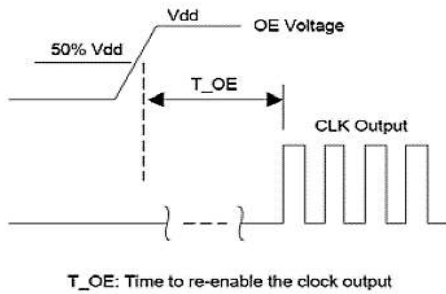 Vdd
OE Voltage
50% Vdd
T_OE
CLK Output
T_OE: Time to re-enable the clock output